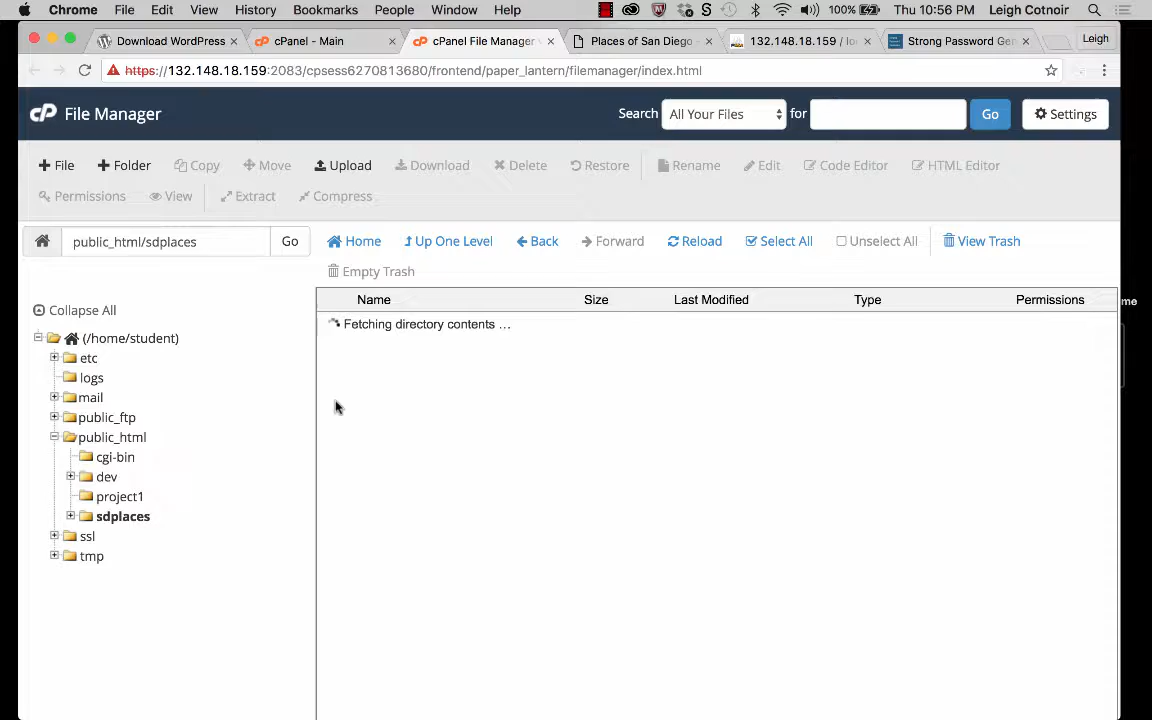 Chrome File Edit View History Bookmarks People Window Help 100% Thu 10:56 PM Leigh Cotnoir
Download WordPress × cPanel - Main × cPanel File Manager × Places of San Diego - × 132.148.18.159 / lo × Strong Password Gen × Leigh
https://132.148.18.159:2083/cpsess6270813680/frontend/paper_lantern/filemanager/index.html
cP File Manager Search All Your Files for Go Settings
File Folder Copy Move Upload Download Delete Restore Rename Edit Code Editor HTML Editor
Permissions View Extract Compress
public_html/sdplaces Go Home Up One Level Back Forward Reload Select All Unselect All View Trash
Empty Trash
Name Size Last Modified Type Permissions
me
Collapse All
Fetching directory contents …
(/home/student)
etc
logs
mail
public_ftp
public_html
cgi-bin
dev
project1
sdplaces
ssl
tmp